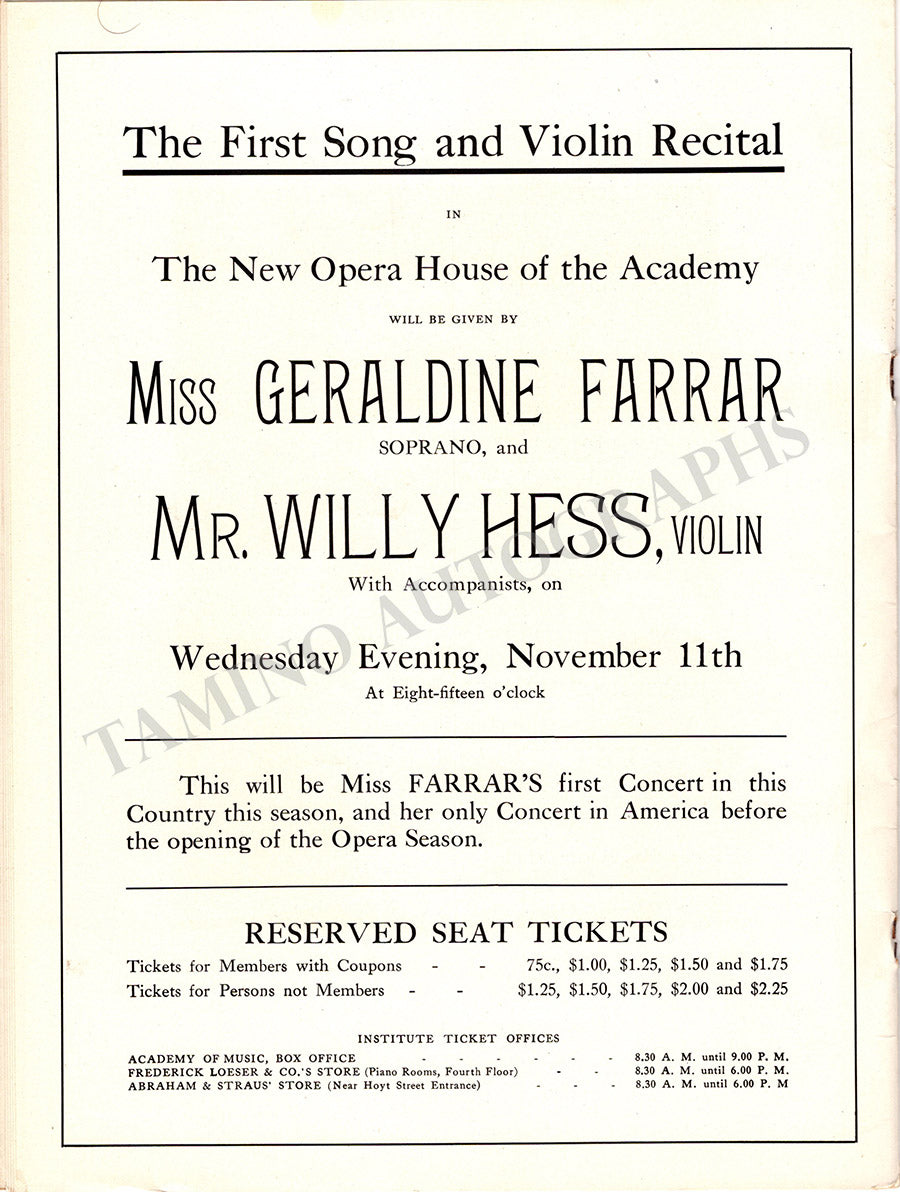 The First Song and Violin Recital
IN
The New Opera House of the Academy
WILL BE GIVEN BY
Miss GERALDINE FARRAR
SOPRANO, and
MR. WILLY HESS, VIOLIN
With Accompanists, on
Wednesday Evening, November 11th
At Eight-fifteen o'clock
TAMINO AUTOGRAPHS
This will be Miss FARRAR'S first Concert in this
Country this season, and her only Concert in America before
the opening of the Opera Season.
RESERVED SEAT TICKETS
Tickets for Members with Coupons - - 75c., $1.00, $1.25, $1.50 and $1.75
Tickets for Persons not Members - - $1.25, $1.50, $1.75, $2.00 and $2.25
INSTITUTE TICKET OFFICES
ACADEMY OF MUSIC, BOX OFFICE - - - - - - 8.30 A. M. until 9.00 P. M.
FREDERICK LOESER & CO.'S STORE (Piano Rooms, Fourth Floor) - - 8.30 A. M. until 6.00 P. M.
ABRAHAM & STRAUS' STORE (Near Hoyt Street Entrance) - - - 8.30 A. M. until 6.00 P. M